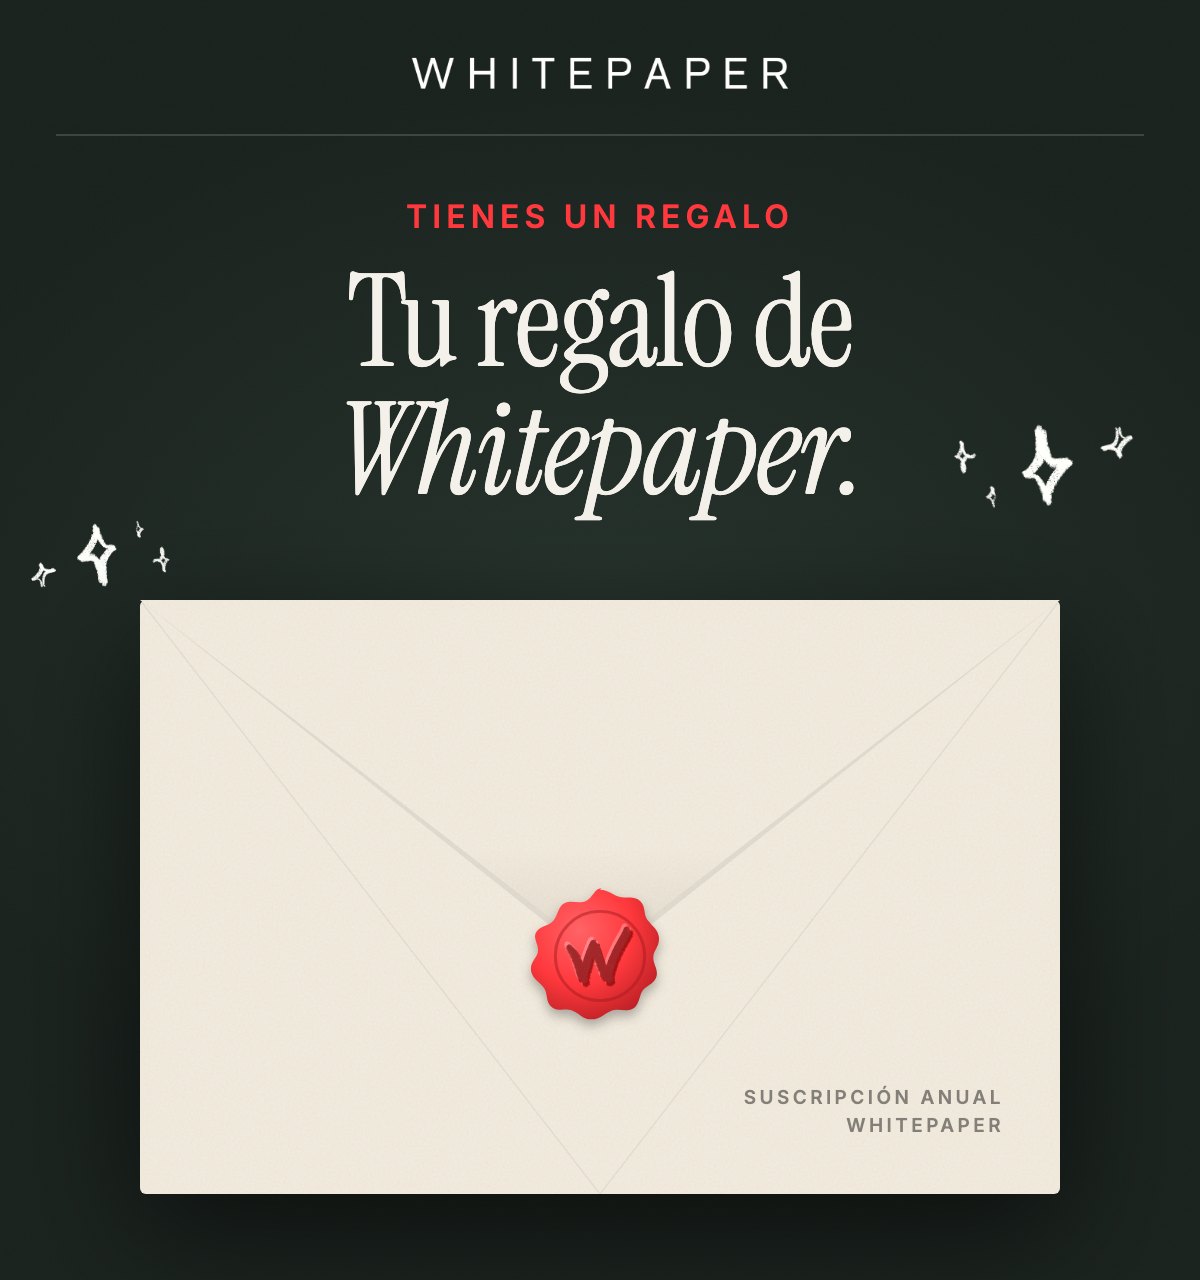 WHITEPAPER
TIENES UN REGALO
Tu regalo de
Whitepaper.
W
SUSCRIPCIÓN ANUAL
WHITEPAPER